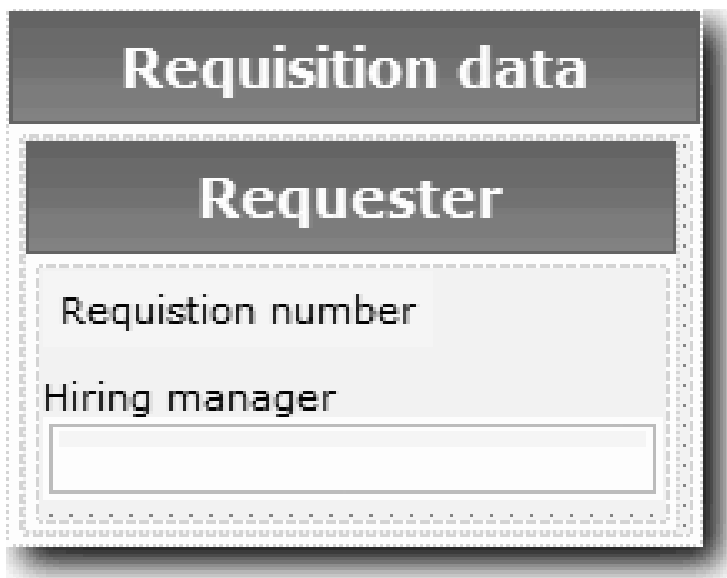 Requisition data
Requester
Requistion number
Hiring manager